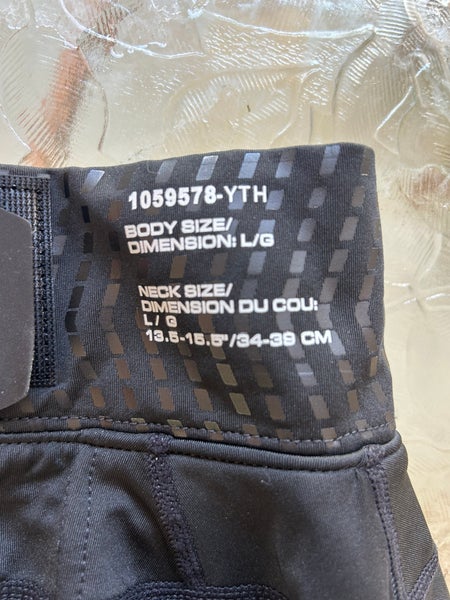 1059578-YTH
BODY SIZE/
DIMENSION: L/G
NECK SIZE/
DIMENSION DU COU:
L/ G
13.5-15.5"/34-39 CM